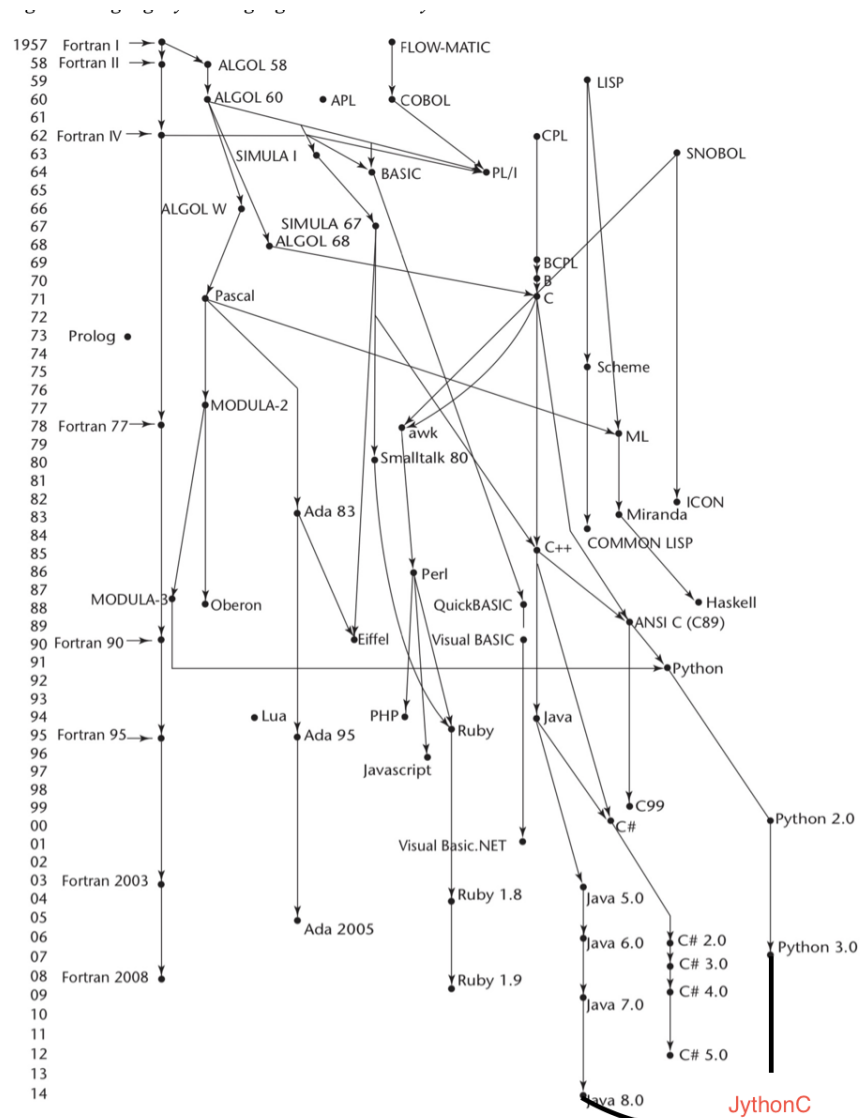 1957 Fortran I FLOW-MATIC
58 Fortran II ALGOL 58
59 LISP
60 ALGOL 60 APL COBOL
61
62 Fortran IV CPL
63 SIMULA I SNOBOL
64 BASIC PL/I
65
66 ALGOL W
67 SIMULA 67
68 ALGOL 68
69 BCPL
70 B
71 Pascal C
72
73 Prolog
74
75 Scheme
76
77 MODULA-2
78 Fortran 77 awk ML
79
80 Smalltalk 80
81
82 ICON
83 Ada 83 Miranda
84 COMMON LISP
85 C++
86 Perl
87 MODULA-3 Haskell
88 Oberon QuickBASIC
89 ANSI C (C89)
90 Fortran 90 Eiffel Visual BASIC
91 Python
92
93
94 Lua PHP Java
95 Fortran 95 Ada 95 Ruby
96
97 Javascript
98
99 C99
00 C# Python 2.0
01 Visual Basic.NET
02
03 Fortran 2003
04 Ruby 1.8 Java 5.0
05 Ada 2005
06 Java 6.0 C# 2.0
07 C# 3.0 Python 3.0
08 Fortran 2008 Ruby 1.9
09 Java 7.0 C# 4.0
10
11
12 C# 5.0
13
14 Java 8.0 JythonC